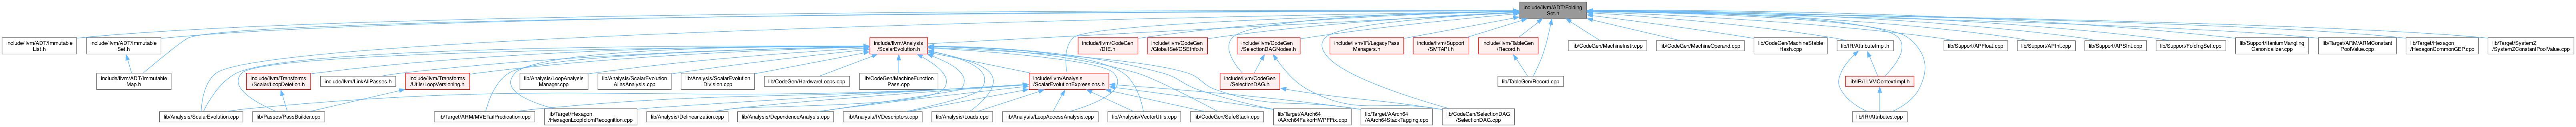 include/llvm/ADT/Folding
Set.h
include/llvm/ADT/Immutable
List.h
include/llvm/ADT/Immutable
Set.h
include/llvm/Analysis
/ScalarEvolution.h
include/llvm/CodeGen
/DIE.h
include/llvm/CodeGen
/GlobalISel/CSEInfo.h
include/llvm/CodeGen
/SelectionDAGNodes.h
include/llvm/IR/LegacyPass
Managers.h
include/llvm/Support
/SMTAPI.h
include/llvm/TableGen
/Record.h
lib/CodeGen/MachineInstr.cpp
lib/CodeGen/MachineOperand.cpp
lib/CodeGen/MachineStable
Hash.cpp
lib/IR/AttributeImpl.h
lib/Support/APFloat.cpp
lib/Support/APInt.cpp
lib/Support/APSInt.cpp
lib/Support/FoldingSet.cpp
lib/Support/ItaniumMangling
Canonicalizer.cpp
lib/Target/ARM/ARMConstant
PoolValue.cpp
lib/Target/Hexagon
/HexagonCommonGEP.cpp
lib/Target/SystemZ
/SystemZConstantPoolValue.cpp
include/llvm/ADT/Immutable
Map.h
include/llvm/Transforms
/Scalar/LoopDeletion.h
include/llvm/LinkAllPasses.h
include/llvm/Transforms
/Utils/LoopVersioning.h
lib/Analysis/LoopAnalysis
Manager.cpp
lib/Analysis/ScalarEvolution
AliasAnalysis.cpp
lib/Analysis/ScalarEvolution
Division.cpp
lib/CodeGen/HardwareLoops.cpp
lib/CodeGen/MachineFunction
Pass.cpp
include/llvm/Analysis
/ScalarEvolutionExpressions.h
include/llvm/CodeGen
/SelectionDAG.h
lib/TableGen/Record.cpp
lib/IR/LLVMContextImpl.h
lib/Analysis/ScalarEvolution.cpp
lib/Passes/PassBuilder.cpp
lib/Target/ARM/MVETailPredication.cpp
lib/Target/Hexagon
/HexagonLoopIdiomRecognition.cpp
lib/Analysis/Delinearization.cpp
lib/Analysis/DependenceAnalysis.cpp
lib/Analysis/IVDescriptors.cpp
lib/Analysis/Loads.cpp
lib/Analysis/LoopAccessAnalysis.cpp
lib/Analysis/VectorUtils.cpp
lib/CodeGen/SafeStack.cpp
lib/Target/AArch64
/AArch64FalkorHWPFFix.cpp
lib/Target/AArch64
/AArch64StackTagging.cpp
lib/CodeGen/SelectionDAG
/SelectionDAG.cpp
lib/IR/Attributes.cpp